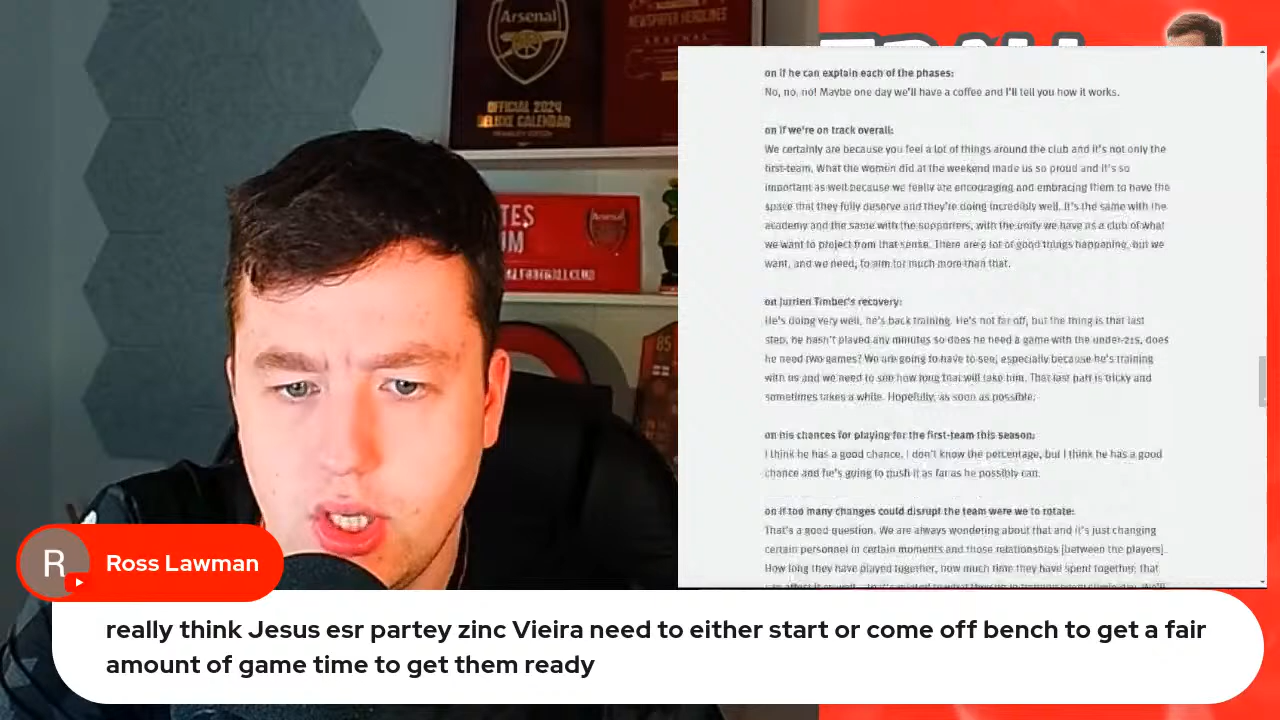 Arsenal
OFFICIAL 2024
DELUXE CALENDAR
NEWSPAPER HEADLINES
ARSENAL
Arsenal
on if he can explain each of the phases:
No, no, no! Maybe one day we'll have a coffee and I'll tell you how it works.
on if we're on track overall:
We certainly are because you feel a lot of things around the club and it's not only the
first-team. What the women did at the weekend made us so proud and it's so
important as well because we really are encouraging and embracing them to have the
space that they fully deserve and they're doing incredibly well. It's the same with the
academy and the same with the supporters, with the unity we have as a club of what
we want to project from that sense. There are a lot of good things happening, but we
want, and we need, to aim for much more than that.
on Jurrien Timber's recovery:
He's doing very well, he's back training. He's not far off, but the thing is that last
step, he hasn't played any minutes so does he need a game with the under-21s, does
he need two games? We are going to have to see, especially because he's training
with us and we need to see how long that will take him. That last part is tricky and
sometimes takes a while. Hopefully, as soon as possible.
on his chances for playing for the first-team this season:
I think he has a good chance. I don't know the percentage, but I think he has a good
chance and he's going to push it as far as he possibly can.
on if too many changes could disrupt the team were we to rotate:
That's a good question. We are always wondering about that and it's just changing
certain personnel in certain moments and those relationships [between the players].
How long they have played together, how much time they have spent together, that
85
R
Ross Lawman
really think Jesus esr partey zinc Vieira need to either start or come off bench to get a fair
amount of game time to get them ready